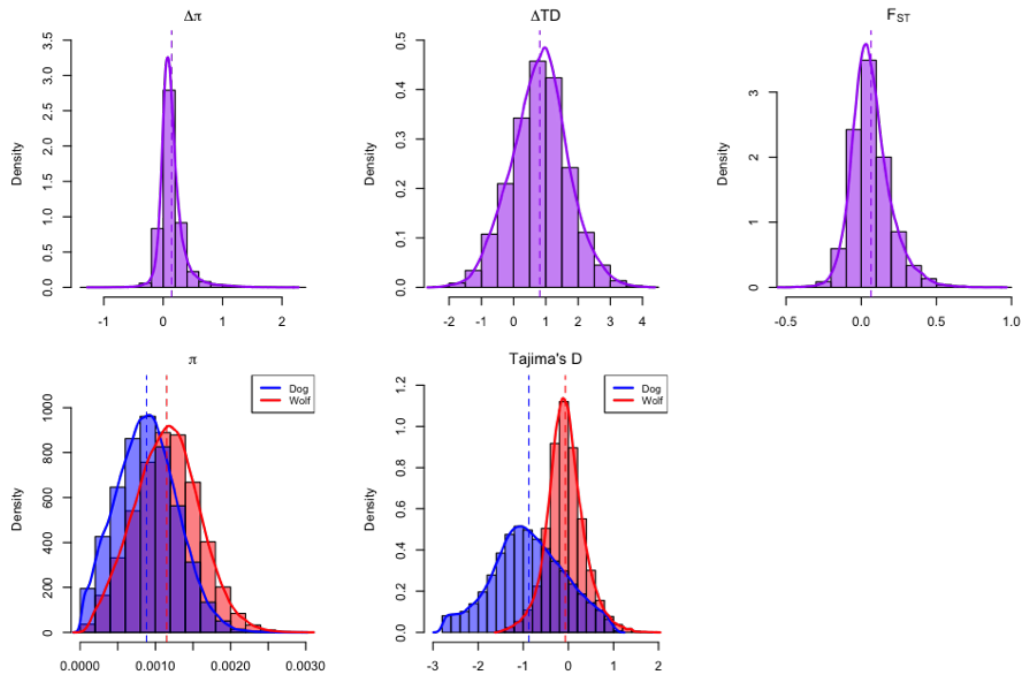 Δπ
Density
0.0 0.5 1.0 1.5 2.0 2.5 3.0 3.5
-1 0 1 2
ΔTD
Density
0.0 0.1 0.2 0.3 0.4 0.5
-2 -1 0 1 2 3 4
FST
Density
0 1 2 3
-0.5 0.0 0.5 1.0
π
Dog
Wolf
Density
0 200 400 600 800 1000
0.0000 0.0010 0.0020 0.0030
Tajima's D
Dog
Wolf
Density
0.0 0.2 0.4 0.6 0.8 1.0 1.2
-3 -2 -1 0 1 2